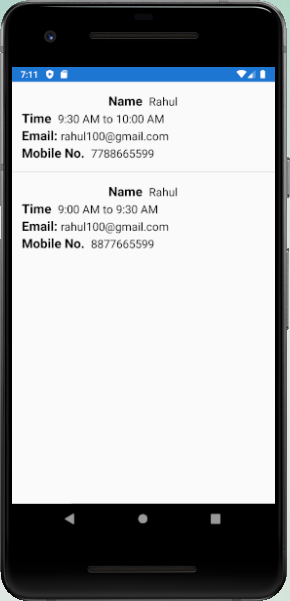 7:11
Name Rahul
Time 9:30 AM to 10:00 AM
Email: rahul100@gmail.com
Mobile No. 7788665599
Name Rahul
Time 9:00 AM to 9:30 AM
Email: rahul100@gmail.com
Mobile No. 8877665599